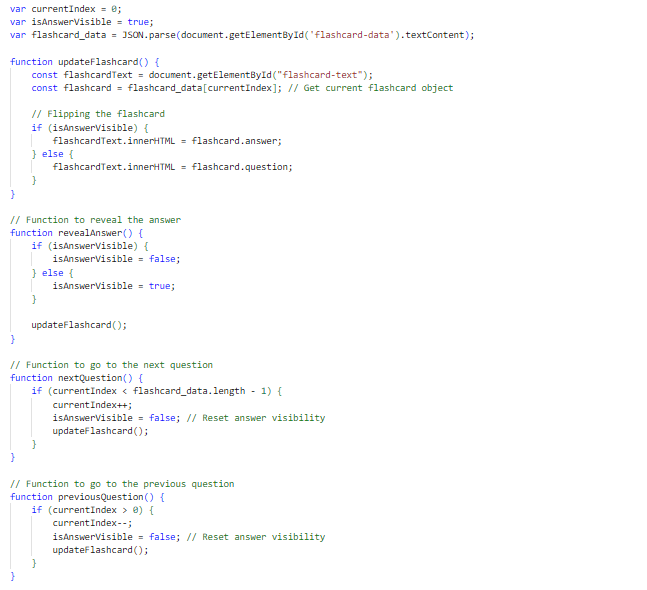 var currentIndex = 0;
var isAnswerVisible = true;
var flashcard_data = JSON.parse(document.getElementById('flashcard-data').textContent);

function updateFlashcard() {
    const flashcardText = document.getElementById("flashcard-text");
    const flashcard = flashcard_data[currentIndex]; // Get current flashcard object

    // Flipping the flashcard
    if (isAnswerVisible) {
        flashcardText.innerHTML = flashcard.answer;
    } else {
        flashcardText.innerHTML = flashcard.question;
    }
}

// Function to reveal the answer
function revealAnswer() {
    if (isAnswerVisible) {
        isAnswerVisible = false;
    } else {
        isAnswerVisible = true;
    }

    updateFlashcard();
}

// Function to go to the next question
function nextQuestion() {
    if (currentIndex < flashcard_data.length - 1) {
        currentIndex++;
        isAnswerVisible = false; // Reset answer visibility
        updateFlashcard();
    }
}

// Function to go to the previous question
function previousQuestion() {
    if (currentIndex > 0) {
        currentIndex--;
        isAnswerVisible = false; // Reset answer visibility
        updateFlashcard();
    }
}